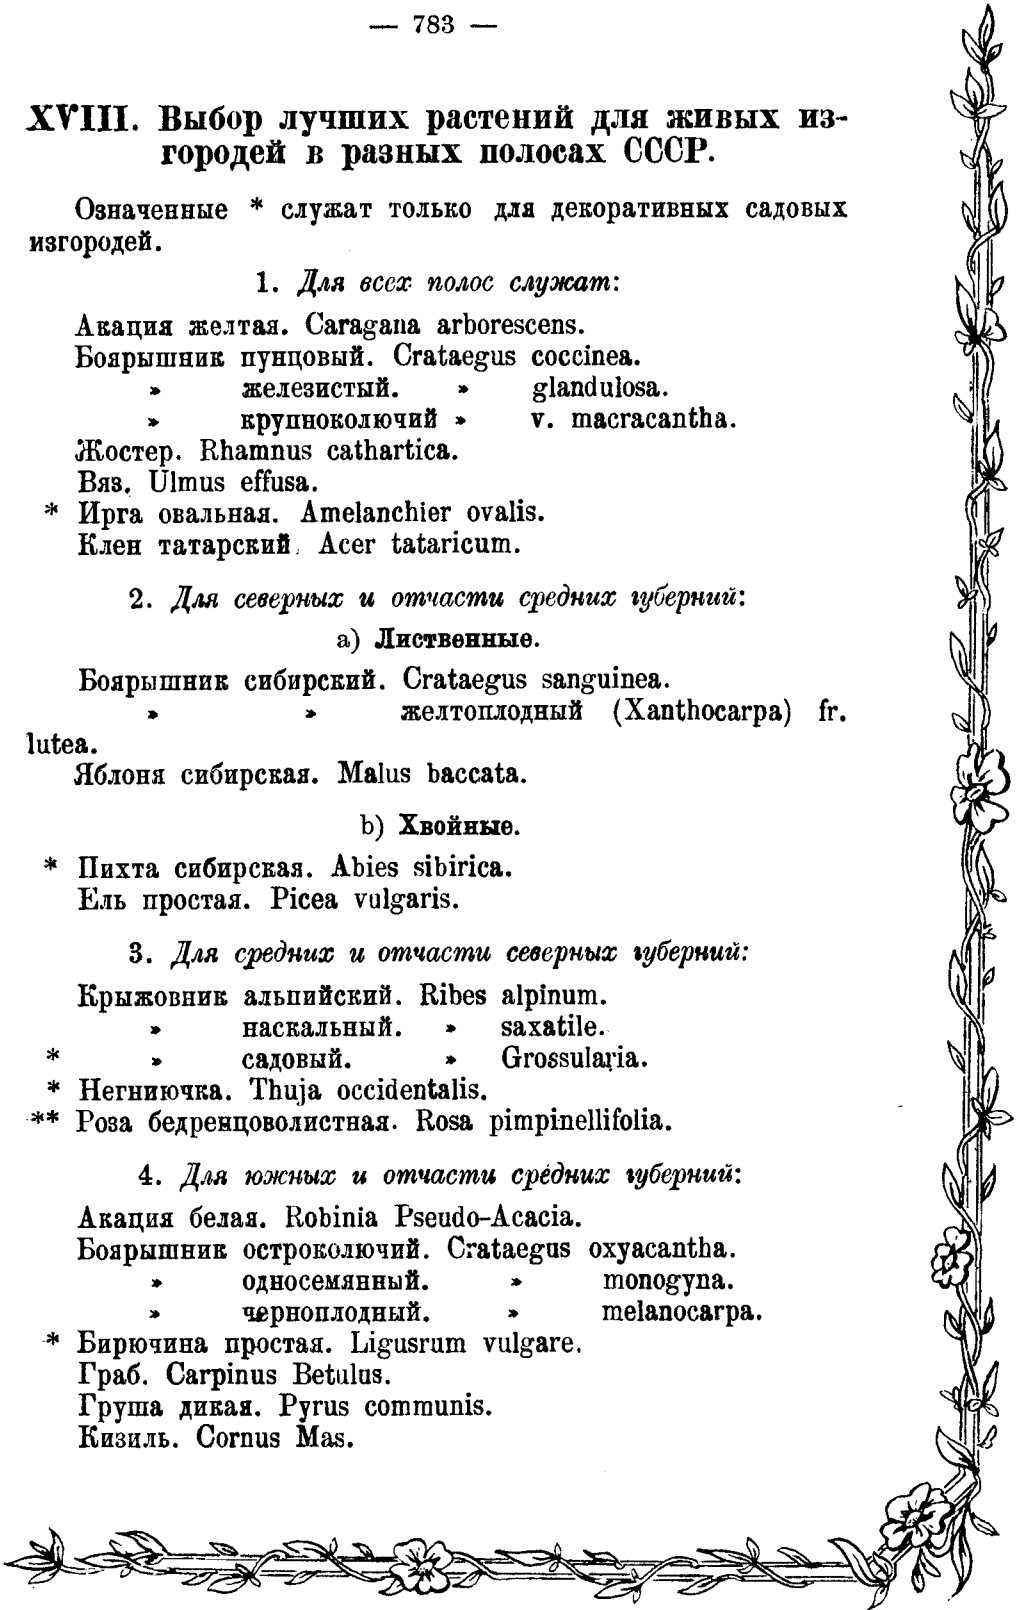 — 783 —
XVIII. Выбор лучших растений для живых из-
городей в разных полосах СССР.
Означенные * служат только для декоративных садовых
изгородей.
1. Для всех полос служат:
Акация желтая. Caragana arborescens.
Боярышник пунцовый. Crataegus coccinea.
» железистый. » glandulosa.
» крупноколючий » v. macracantha.
Жостер. Rhamnus cathartica.
Вяз. Ulmus effusa.
* Ирга овальная. Amelanchier ovalis.
Клен татарский. Acer tataricum.
2. Для северных и отчасти средних губерний:
a) Лиственные.
Боярышник сибирский. Crataegus sanguinea.
» » желтоплодный (Xanthocarpa) fr.
lutea.
Яблоня сибирская. Malus baccata.
b) Хвойные.
* Пихта сибирская. Abies sibirica.
Ель простая. Picea vulgaris.
3. Для средних и отчасти северных губерний:
Крыжовник альпийский. Ribes alpinum.
» наскальный. » saxatile.
* » садовый. » Grossularia.
* Негниючка. Thuja occidentalis.
** Роза бедренцоволистная. Rosa pimpinellifolia.
4. Для южных и отчасти средних губерний:
Акация белая. Robinia Pseudo-Acacia.
Боярышник остроколючий. Crataegus oxyacantha.
» односемянный. » monogyna.
» черноплодный. » melanocarpa.
* Бирючина простая. Ligusrum vulgare.
Граб. Carpinus Betulus.
Груша дикая. Pyrus communis.
Кизиль. Cornus Mas.